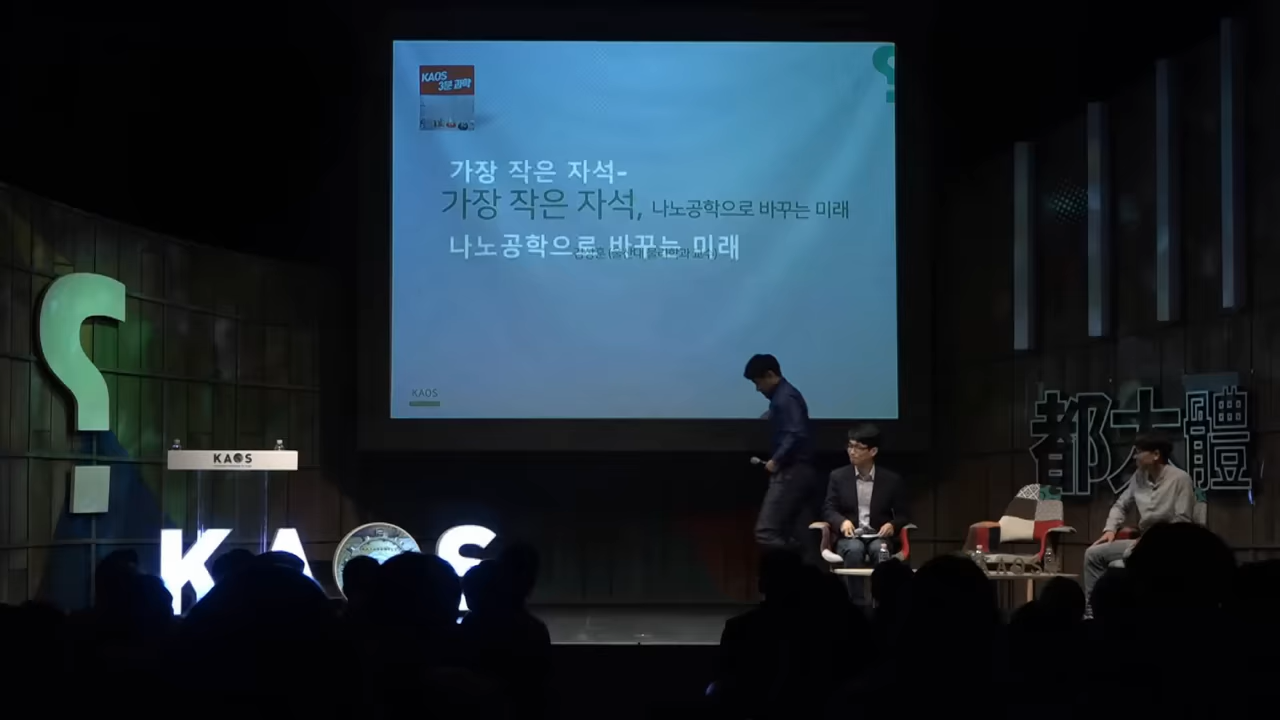 KAOS
3분 과학
가장 작은 자석-
가장 작은 자석, 나노공학으로 바꾸는 미래
나노공학으로 바꾸는 미래
KAOS
KAOS
KAOS
都大體